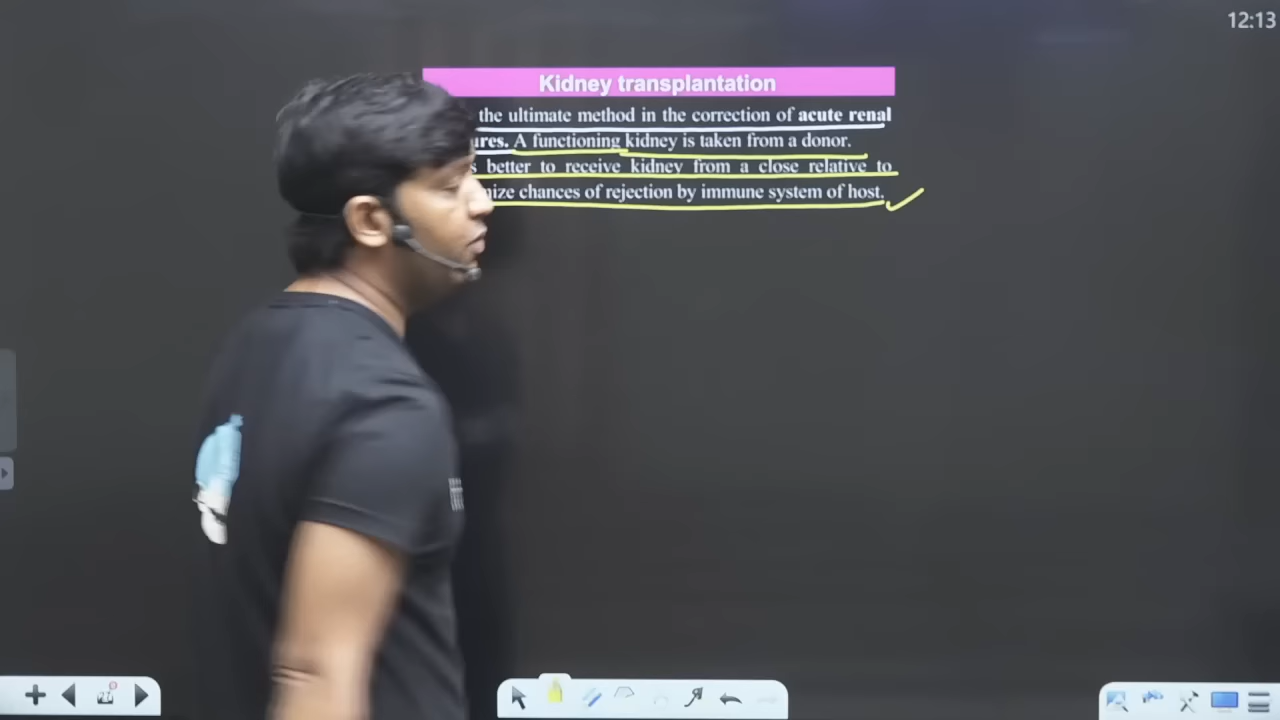 12:13
Kidney transplantation
the ultimate method in the correction of acute renal
ures. A functioning kidney is taken from a donor.
s better to receive kidney from a close relative to
nize chances of rejection by immune system of host.